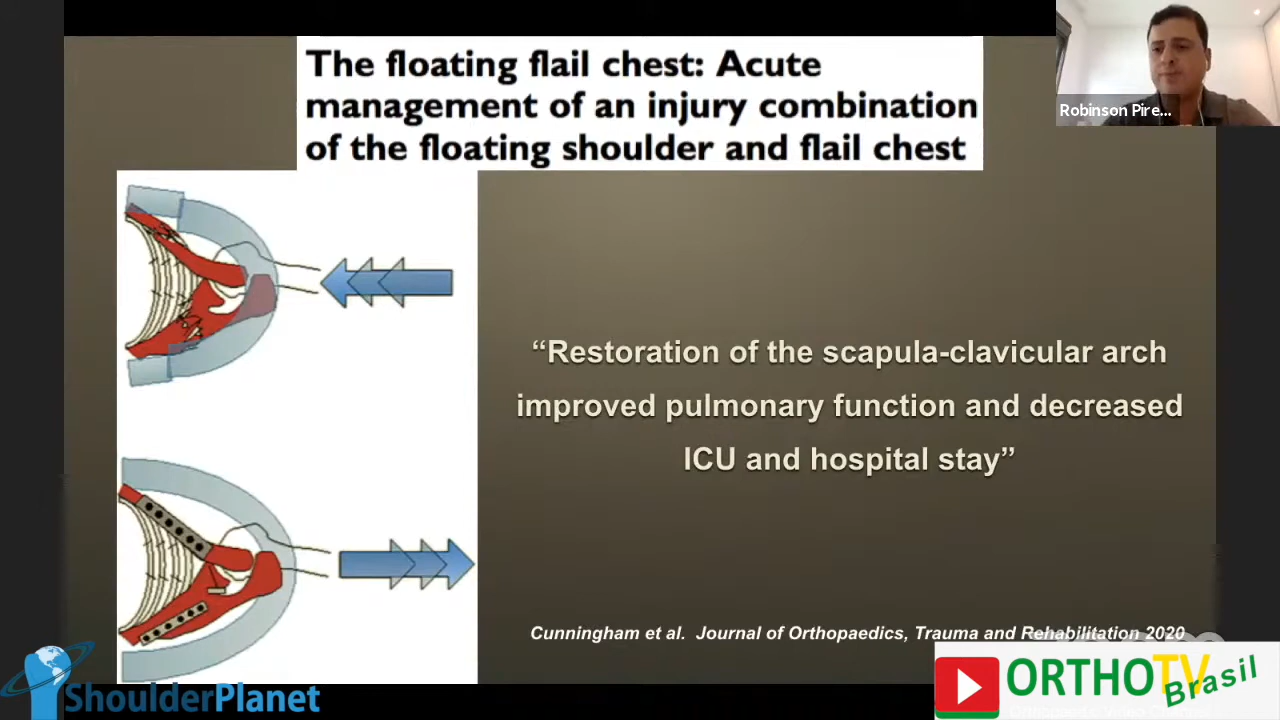 The floating flail chest: Acute
management of an injury combination
of the floating shoulder and flail chest
Robinson Pire...
“Restoration of the scapula-clavicular arch
improved pulmonary function and decreased
ICU and hospital stay”
Cunningham et al. Journal of Orthopaedics, Trauma and Rehabilitation 2020
ShoulderPlanet
ORTHOTV
Brasil